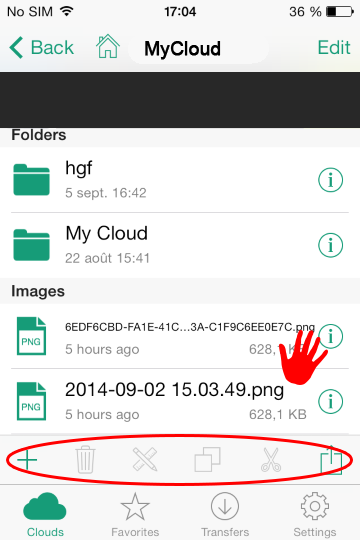 No SIM 17:04 36 %
Back MyCloud Edit
Folders
hgf
5 sept. 16:42
My Cloud
22 août 15:41
Images
6EDF6CBD-FA1E-41C...3A-C1F9C6EE0E7C.png
PNG
5 hours ago 628,1 KB
2014-09-02 15.03.49.png
PNG
5 hours ago 628,1 KB
Clouds Favorites Transfers Settings